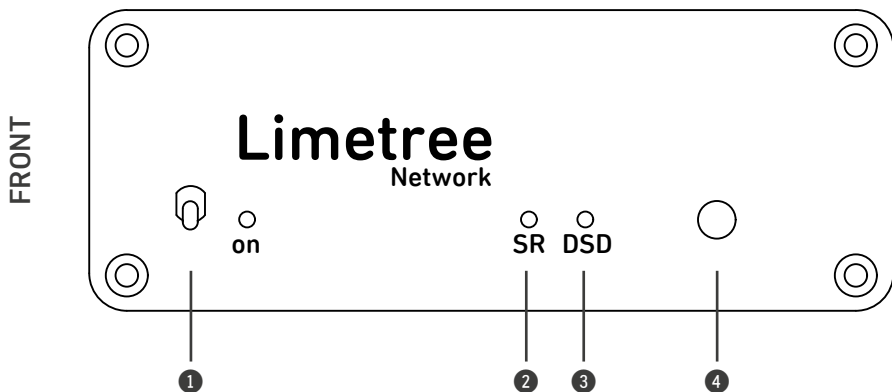 FRONT
Limetree
Network
on
SR DSD
1 2 3 4